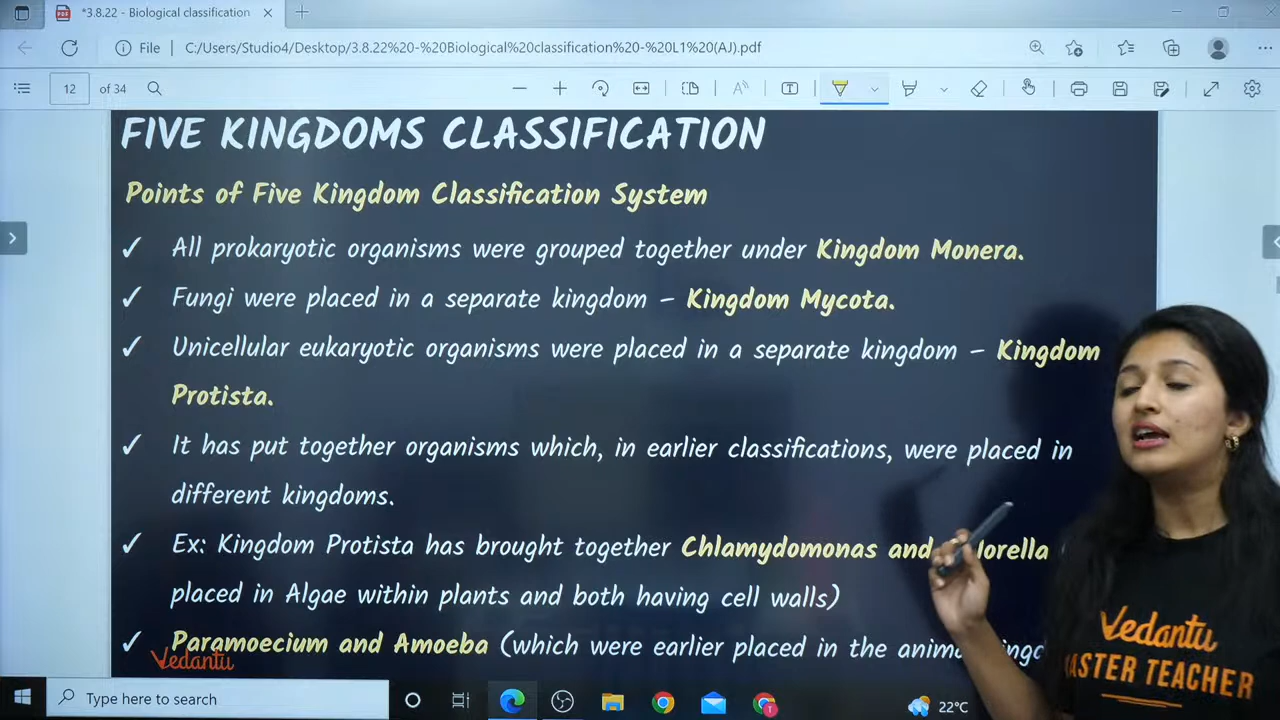 *3.8.22 - Biological classification
File C:/Users/Studio4/Desktop/3.8.22%20-%20Biological%20classification%20-%20L1%20(AJ).pdf
12 of 34
FIVE KINGDOMS CLASSIFICATION
Points of Five Kingdom Classification System
✓ All prokaryotic organisms were grouped together under Kingdom Monera.
✓ Fungi were placed in a separate kingdom – Kingdom Mycota.
✓ Unicellular eukaryotic organisms were placed in a separate kingdom – Kingdom
Protista.
✓ It has put together organisms which, in earlier classifications, were placed in
different kingdoms.
✓ Ex: Kingdom Protista has brought together Chlamydomonas and
placed in Algae within plants and both having cell walls)
✓ Paramoecium and Amoeba (which were earlier placed in the
Vedantu
Vedantu
MASTER TEACHER
Type here to search
22°C